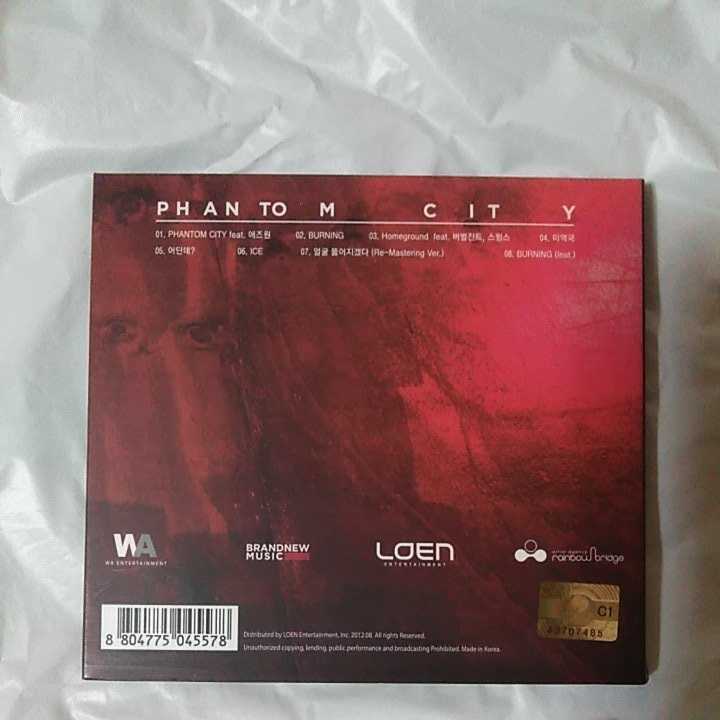 PHANTOM CITY
01. PHANTOM CITY feat. 애즈원 02. BURNING 03. Homeground feat. 버벌진트, 스윙스 04. 미역국
05. 어딘데? 06. ICE 07. 얼굴 뚫어지겠다 (Re-Mastering Ver.) 08. BURNING (Inst.)
WA
WA ENTERTAINMENT
BRANDNEW
MUSIC
LOEN
ENTERTAINMENT
artist agency
rainbow bridge
C1
8 804775 045578
Distributed by LOEN Entertainment, Inc. 2012.08. All rights Reserved.
Unauthorized copying, lending, public performance and broadcasting Prohibited. Made in Korea.